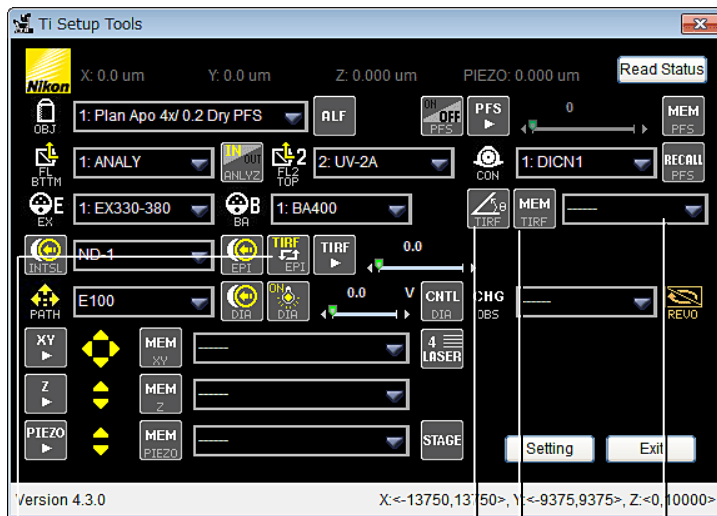 Ti Setup Tools
Nikon X: 0.0 um Y: 0.0 um Z: 0.000 um PIEZO: 0.000 um Read Status
OBJ 1: Plan Apo 4x/ 0.2 Dry PFS ALF ON OFF PFS PFS 0 MEM PFS
FL BTTM 1: ANALY IN OUT ANLYZ FL2 TOP 2: UV-2A CON 1: DICN1 RECALL PFS
E EX 1: EX330-380 B BA 1: BA400 θ TIRF MEM TIRF -----
INTSL ND-1 EPI TIRF EPI TIRF 0.0
PATH E100 DIA ON DIA 0.0 V CNTL DIA CHG OBS ----- REVO
XY MEM XY ----- 4 LASER
Z MEM Z -----
PIEZO MEM PIEZO ----- STAGE Setting Exit
Version 4.3.0 X:<-13750,13750>, Y:<-9375,9375>, Z:<0,10000>